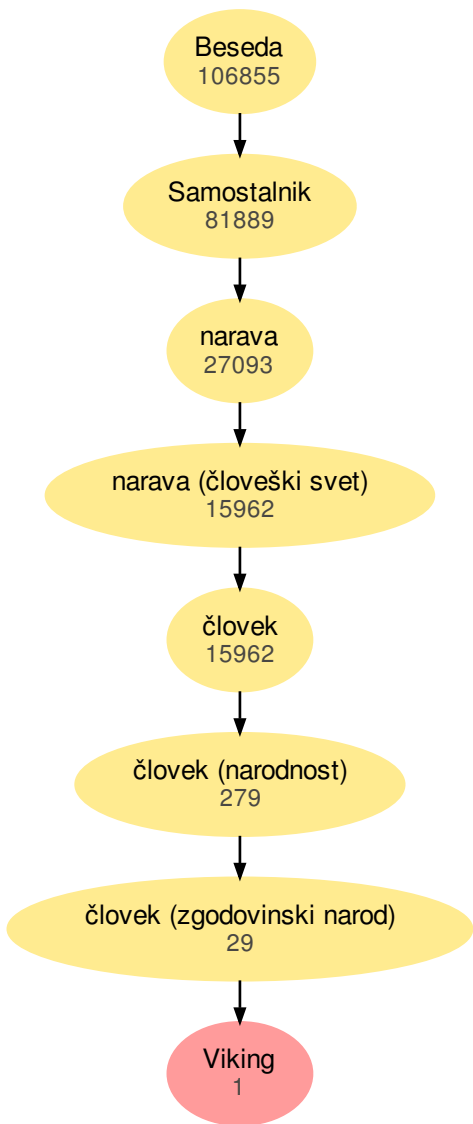 Beseda
106855
Samostalnik
81889
narava
27093
narava (človeški svet)
15962
človek
15962
človek (narodnost)
279
človek (zgodovinski narod)
29
Viking
1